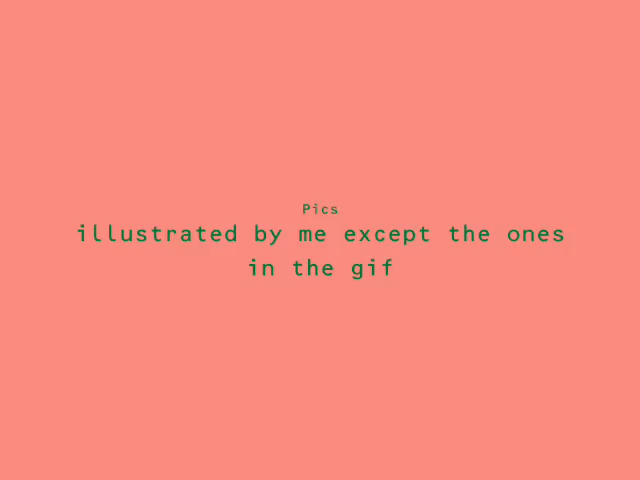 Pics
illustrated by me except the ones
in the gif